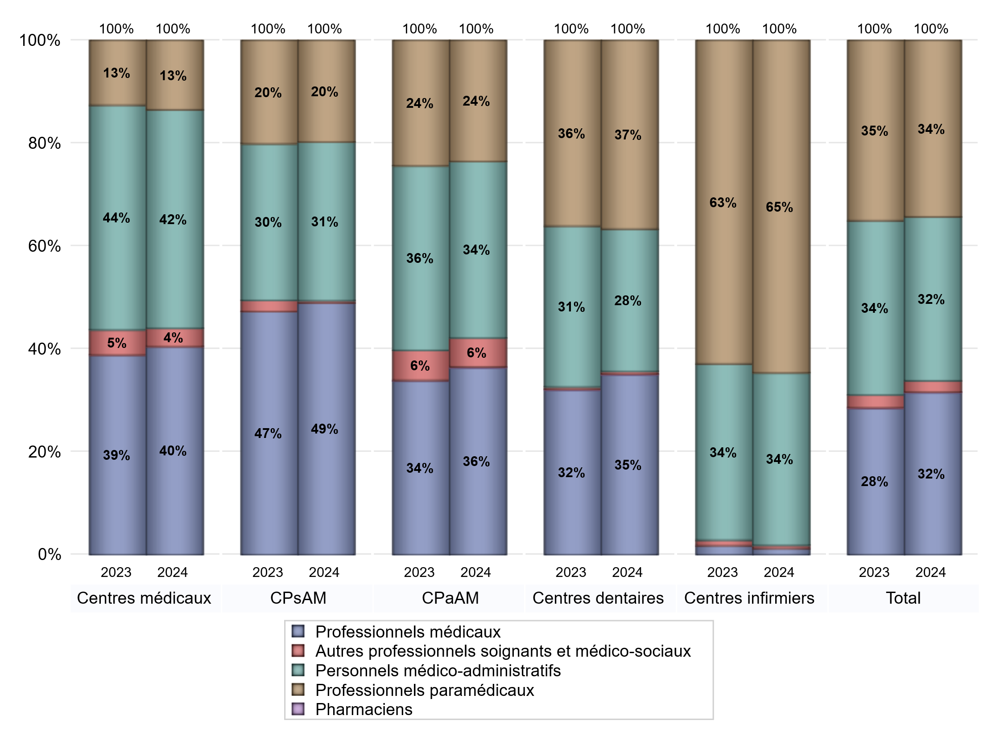 100% 100% 100% 100% 100% 100% 100% 100% 100% 100% 100% 100%
100%
13% 13% 20% 20% 24% 24% 36% 37% 63% 65% 35% 34%
80%
44% 42% 30% 31% 36% 34% 31% 28% 34% 34% 34% 32%
60%
5% 4% 6% 6%
40%
39% 40% 47% 49% 34% 36% 32% 35% 28% 32%
20%
0%
2023 2024 2023 2024 2023 2024 2023 2024 2023 2024 2023 2024
Centres médicaux CPsAM CPaAM Centres dentaires Centres infirmiers Total
Professionnels médicaux
Autres professionnels soignants et médico-sociaux
Personnels médico-administratifs
Professionnels paramédicaux
Pharmaciens